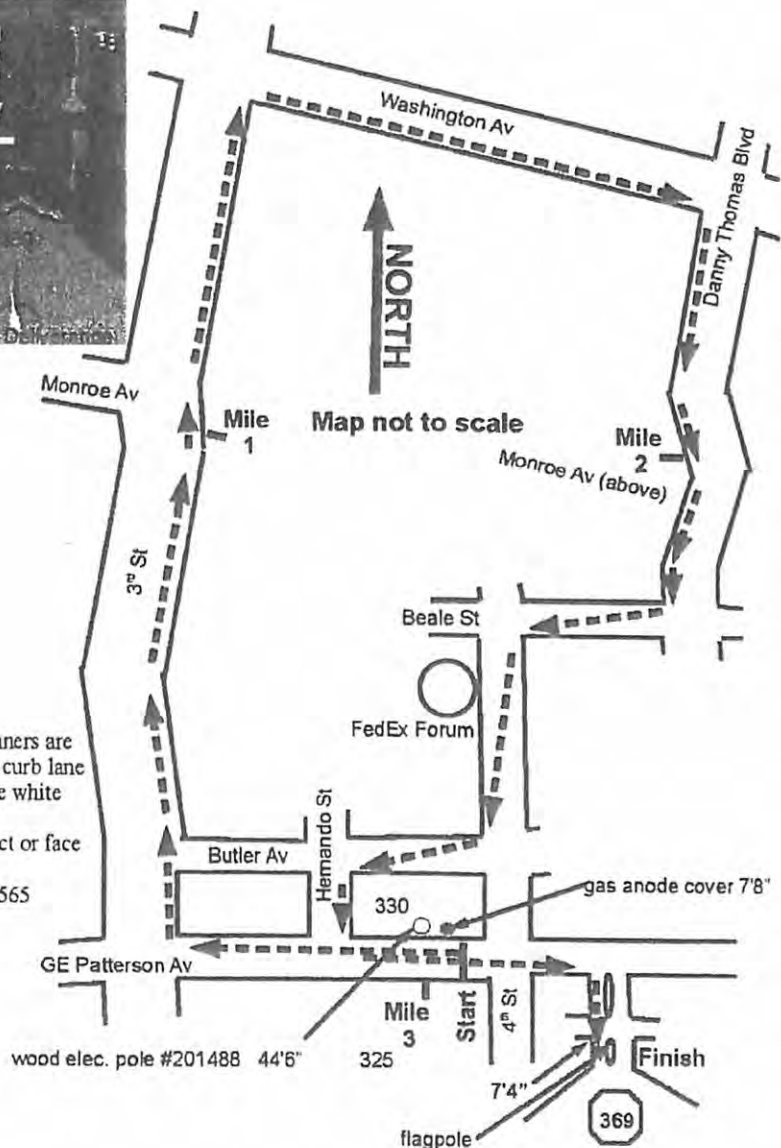 Deliverance
Washington Av
Danny Thomas Blvd
NORTH
Monroe Av
Mile
1
Map not to scale
Mile
2
Monroe Av (above)
3rd St
Beale St
FedEx Forum
ners are
curb lane
e white
ct or face
565
Hernando St
Butler Av
330
gas anode cover 7'8"
GE Patterson Av
Mile
3
Start
4th St
wood elec. pole #201488 44'6" 325
Finish
7'4"
369
flagpole